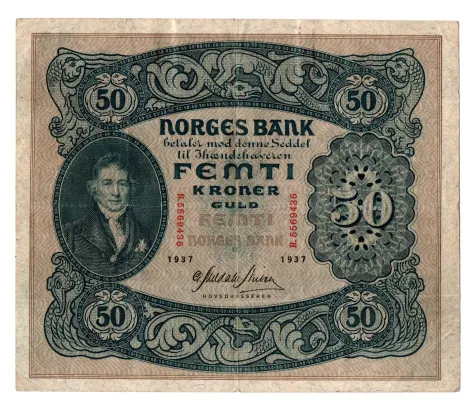 50
50
NORGES BANK
betaler mod denne Seddel
til Ihændehaveren
FEMTI
KRONER
GULD
FEMTI
NORGES BANK
B.5569436
B.5569436
50
1937
1937
HOVEDKASSERER
50
50